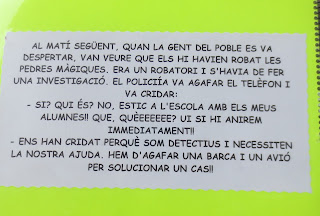 AL MATÍ SEGÜENT, QUAN LA GENT DEL POBLE ES VA
DESPERTAR, VAN VEURE QUE ELS HI HAVIEN ROBAT LES
PEDRES MÀGIQUES. ERA UN ROBATORI I S'HAVIA DE FER
UNA INVESTIGACIÓ. EL POLICIÍA VA AGAFAR EL TELÈFON I
VA CRIDAR:
- SI? QUI ÉS? NO, ESTIC A L'ESCOLA AMB ELS MEUS
ALUMNES!! QUE, QUÈEEEEEE? UI SI HI ANIREM
IMMEDIATAMENT!!
- ENS HAN CRIDAT PERQUÈ SOM DETECTIUS I NECESSITEN
LA NOSTRA AJUDA. HEM D'AGAFAR UNA BARCA I UN AVIÓ
PER SOLUCIONAR UN CAS!!